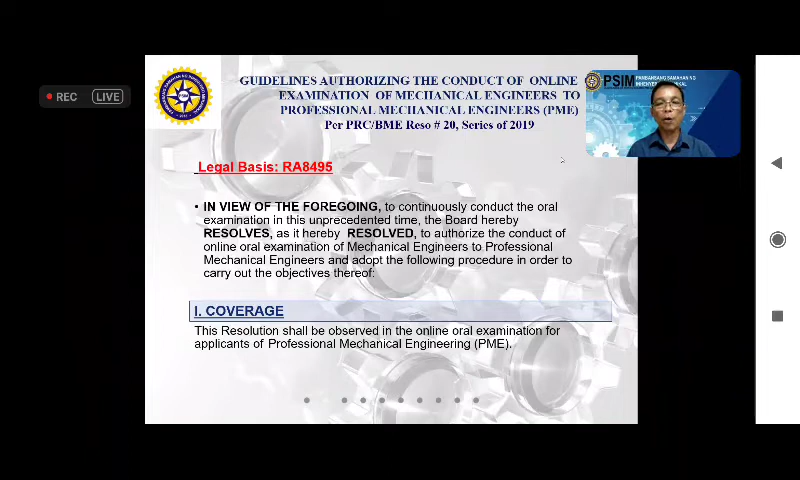 REC
LIVE
GUIDELINES AUTHORIZING THE CONDUCT OF ONLINE
EXAMINATION OF MECHANICAL ENGINEERS TO
PROFESSIONAL MECHANICAL ENGINEERS (PME)
Per PRC/BME Reso # 20, Series of 2019
PSIM
PAMBANSANG SAMAHAN NG
Legal Basis: RA8495
• IN VIEW OF THE FOREGOING, to continuously conduct the oral
examination in this unprecedented time, the Board hereby
RESOLVES, as it hereby RESOLVED, to authorize the conduct of
online oral examination of Mechanical Engineers to Professional
Mechanical Engineers and adopt the following procedure in order to
carry out the objectives thereof:
I. COVERAGE
This Resolution shall be observed in the online oral examination for
applicants of Professional Mechanical Engineering (PME).